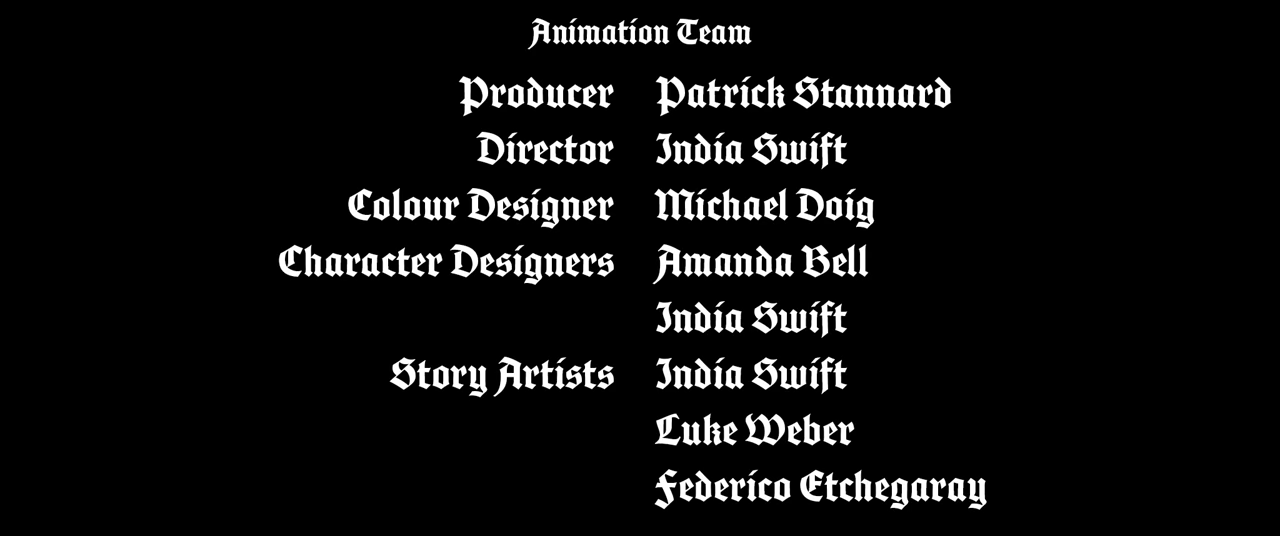 Animation Team
Producer Patrick Stannard
Director India Swift
Colour Designer Michael Doig
Character Designers Amanda Bell
India Swift
Story Artists India Swift
Luke Weber
Federico Etchegaray